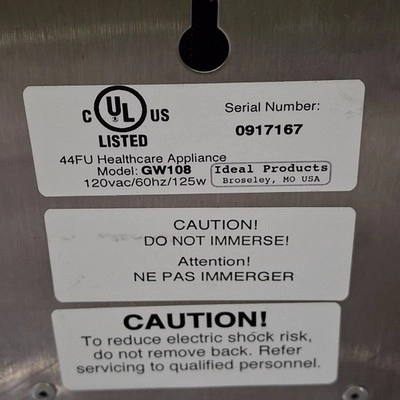 C UL US
LISTED
Serial Number:
0917167
44FU Healthcare Appliance
Model: GW108
120vac/60hz/125w
Ideal Products
Broseley, MO USA
CAUTION!
DO NOT IMMERSE!
Attention!
NE PAS IMMERGER
CAUTION!
To reduce electric shock risk,
do not remove back. Refer
servicing to qualified personnel.